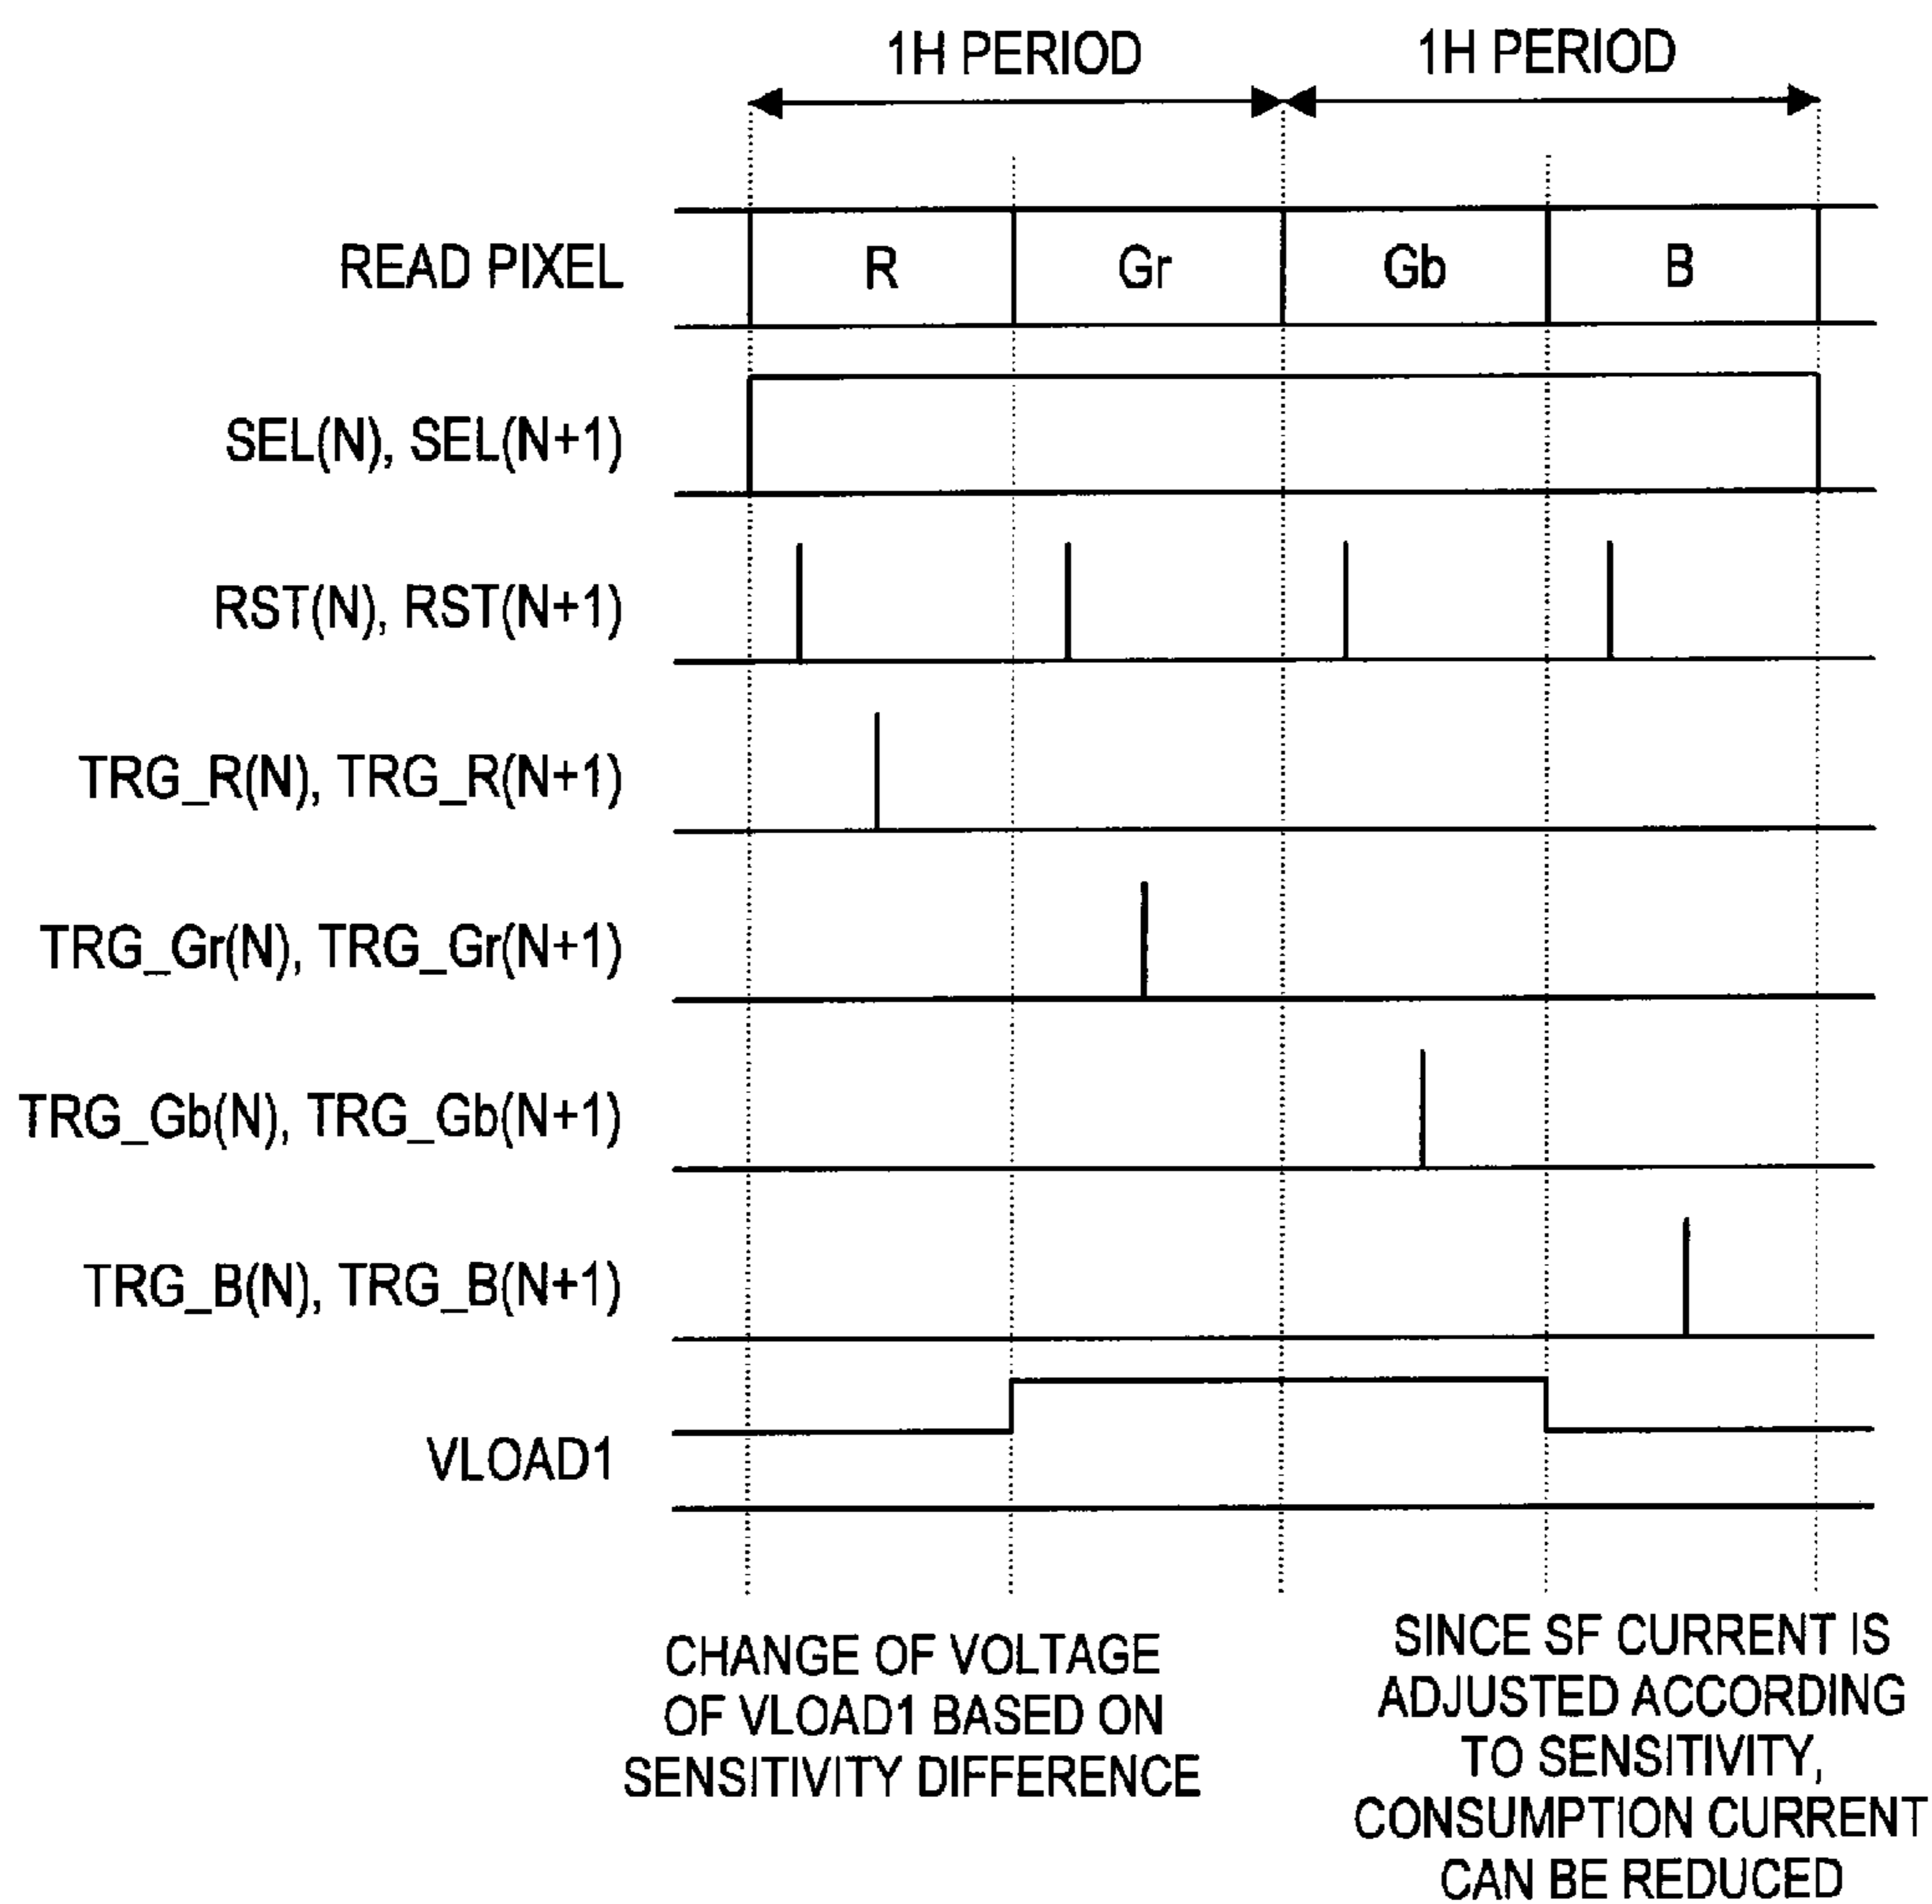 1H PERIOD 1H PERIOD
READ PIXEL R Gr Gb B
SEL(N), SEL(N+1)
RST(N), RST(N+1)
TRG_R(N), TRG_R(N+1)
TRG_Gr(N), TRG_Gr(N+1)
TRG_Gb(N), TRG_Gb(N+1)
TRG_B(N), TRG_B(N+1)
VLOAD1
CHANGE OF VOLTAGE
OF VLOAD1 BASED ON
SENSITIVITY DIFFERENCE
SINCE SF CURRENT IS
ADJUSTED ACCORDING
TO SENSITIVITY,
CONSUMPTION CURRENT
CAN BE REDUCED